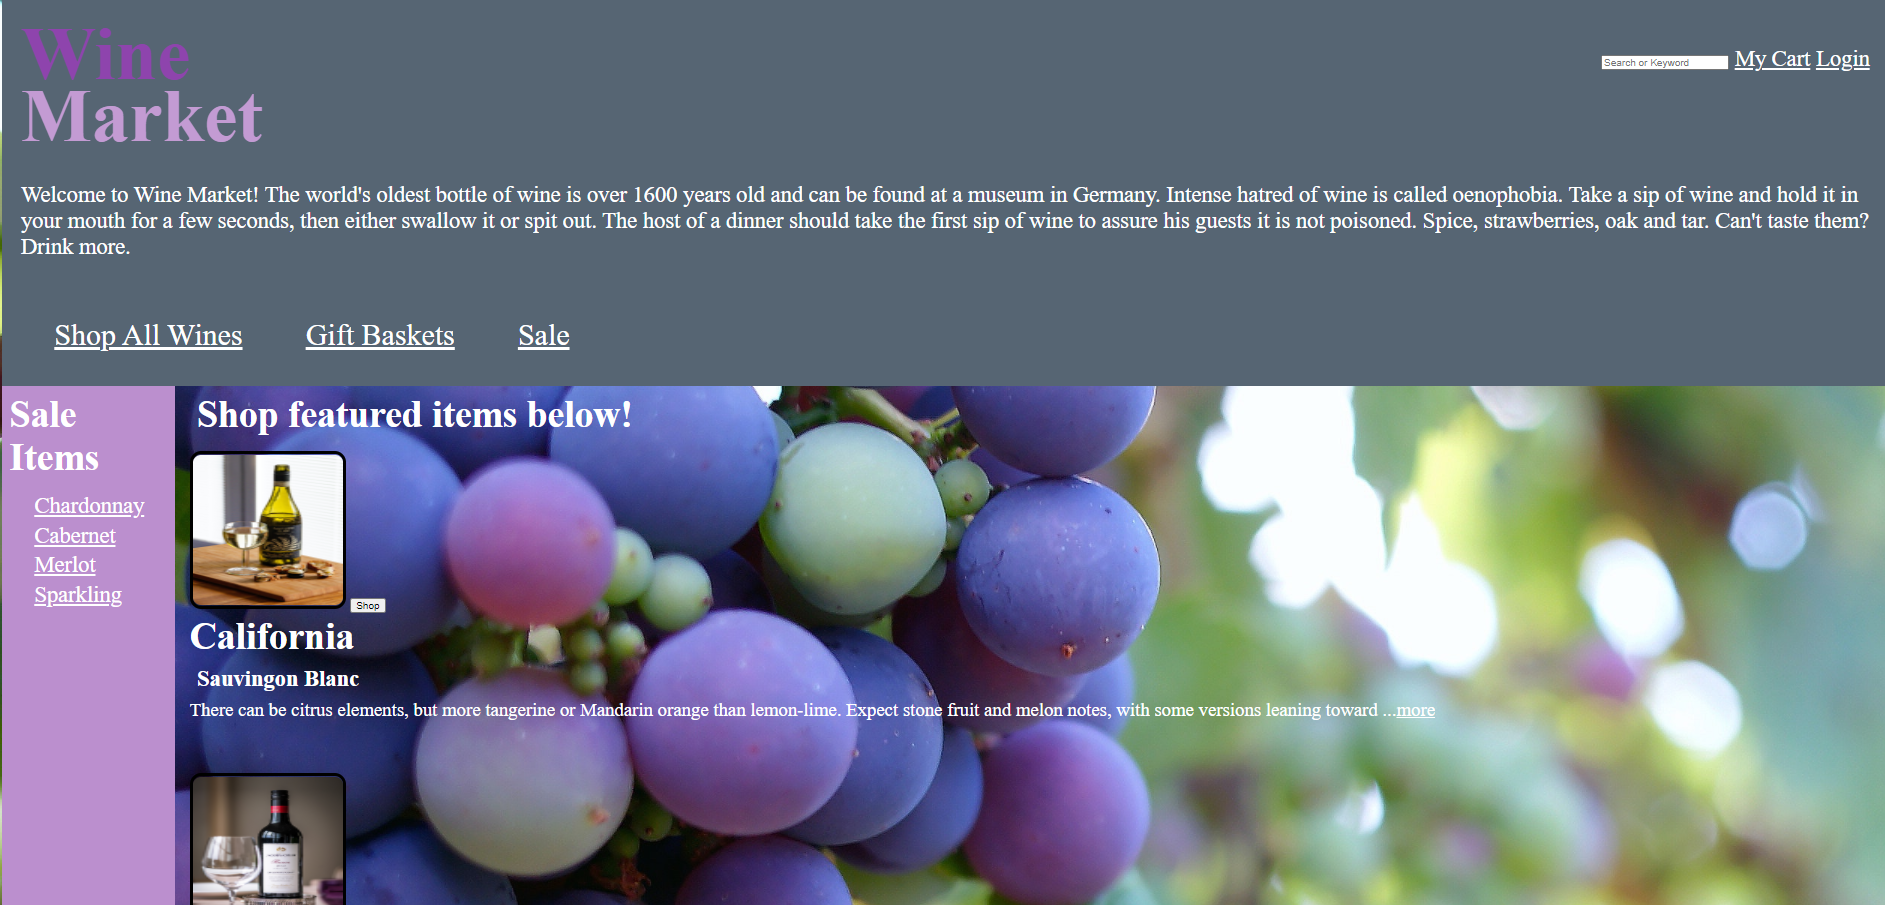 Wine
Market
Search or Keyword My Cart Login
Welcome to Wine Market! The world's oldest bottle of wine is over 1600 years old and can be found at a museum in Germany. Intense hatred of wine is called oenophobia. Take a sip of wine and hold it in
your mouth for a few seconds, then either swallow it or spit out. The host of a dinner should take the first sip of wine to assure his guests it is not poisoned. Spice, strawberries, oak and tar. Can't taste them?
Drink more.
Shop All Wines Gift Baskets Sale
Sale
Items
Chardonnay
Cabernet
Merlot
Sparkling
Shop featured items below!
Shop
California
Sauvingon Blanc
There can be citrus elements, but more tangerine or Mandarin orange than lemon-lime. Expect stone fruit and melon notes, with some versions leaning toward ...more